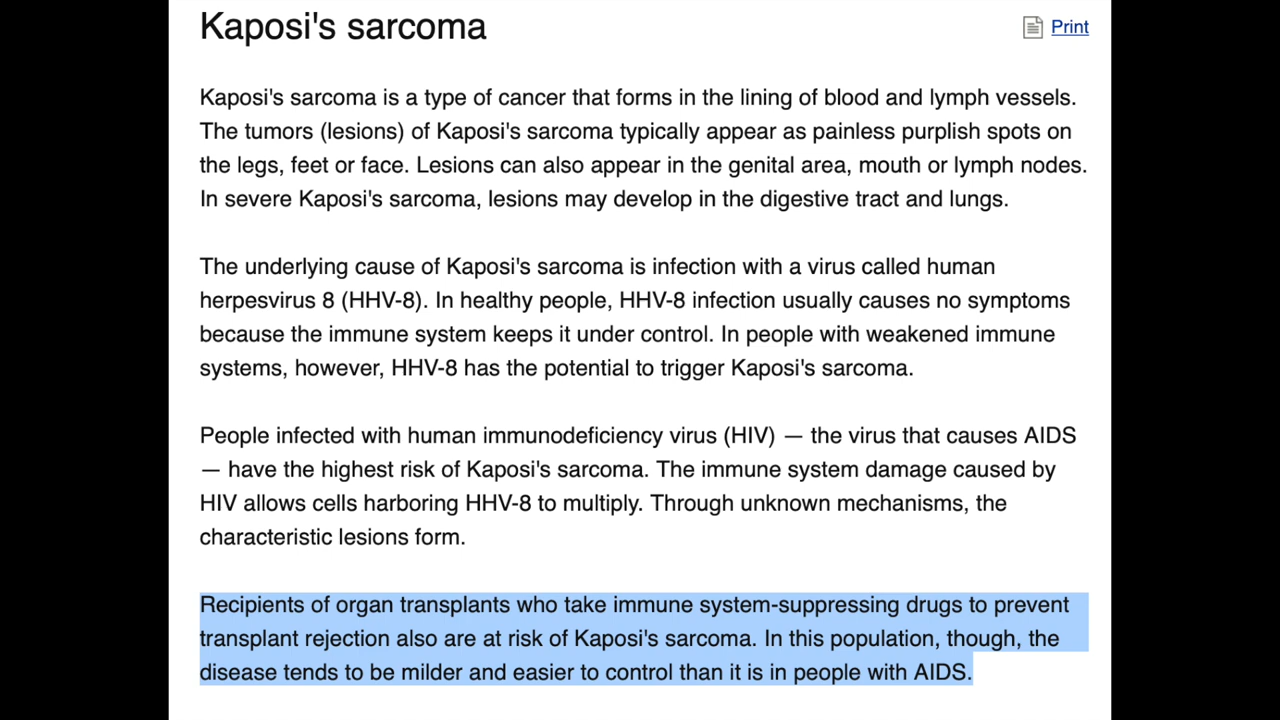 Kaposi's sarcoma
Print
Kaposi's sarcoma is a type of cancer that forms in the lining of blood and lymph vessels.
The tumors (lesions) of Kaposi's sarcoma typically appear as painless purplish spots on
the legs, feet or face. Lesions can also appear in the genital area, mouth or lymph nodes.
In severe Kaposi's sarcoma, lesions may develop in the digestive tract and lungs.
The underlying cause of Kaposi's sarcoma is infection with a virus called human
herpesvirus 8 (HHV-8). In healthy people, HHV-8 infection usually causes no symptoms
because the immune system keeps it under control. In people with weakened immune
systems, however, HHV-8 has the potential to trigger Kaposi's sarcoma.
People infected with human immunodeficiency virus (HIV) — the virus that causes AIDS
— have the highest risk of Kaposi's sarcoma. The immune system damage caused by
HIV allows cells harboring HHV-8 to multiply. Through unknown mechanisms, the
characteristic lesions form.
Recipients of organ transplants who take immune system-suppressing drugs to prevent
transplant rejection also are at risk of Kaposi's sarcoma. In this population, though, the
disease tends to be milder and easier to control than it is in people with AIDS.